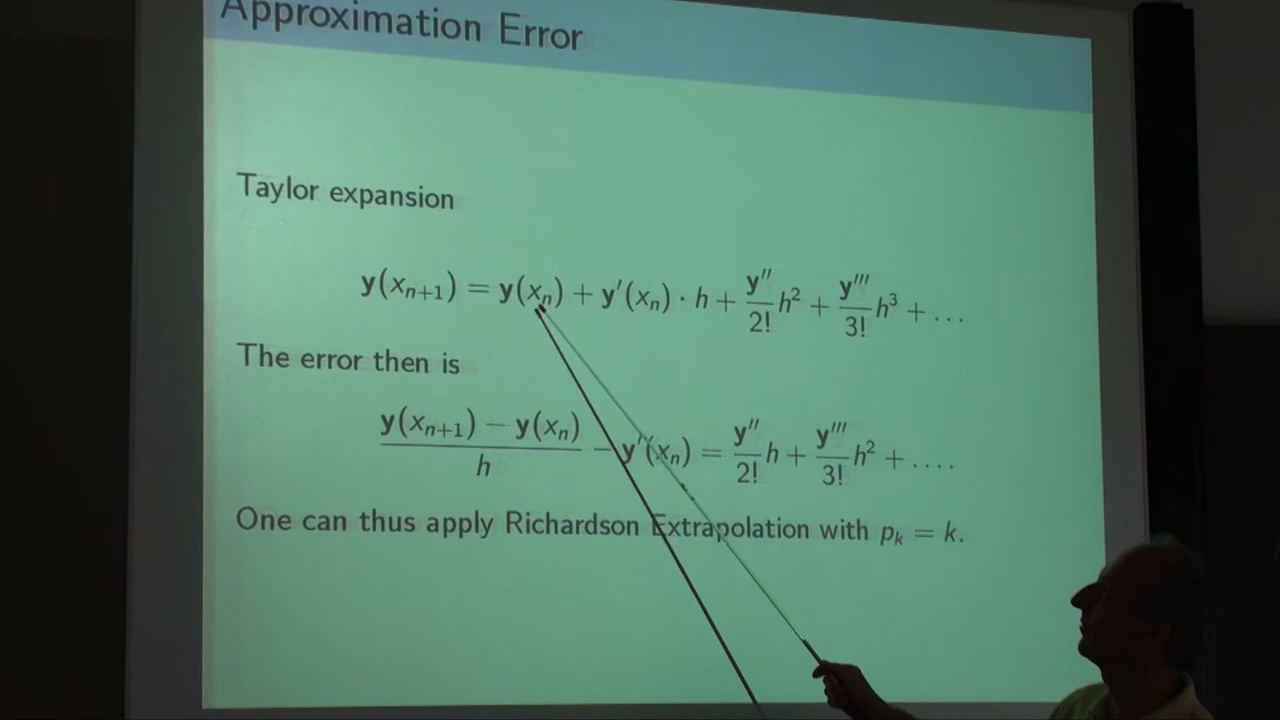 Approximation Error
Taylor expansion
y(xₙ₊₁) = y(xₙ) + y′(xₙ) · h + y″/2! h² + y‴/3! h³ + …
The error then is
(y(xₙ₊₁) − y(xₙ))/h − y′(xₙ) = y″/2! h + y‴/3! h² + ….
One can thus apply Richardson Extrapolation with pₖ = k.